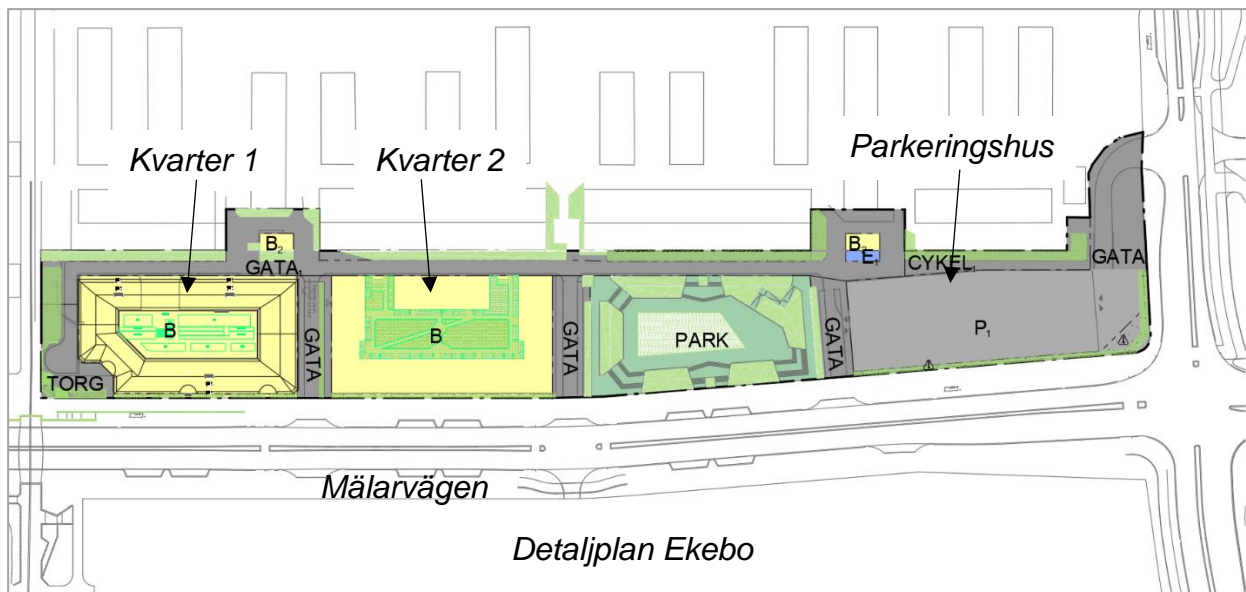 Kvarter 1
Kvarter 2
Parkeringshus
B₂
B₂
E₁
GATA₁
CYKEL₁
GATA
B
GATA
B
GATA
PARK
GATA
P₁
TORG
Mälarvägen
Detaljplan Ekebo